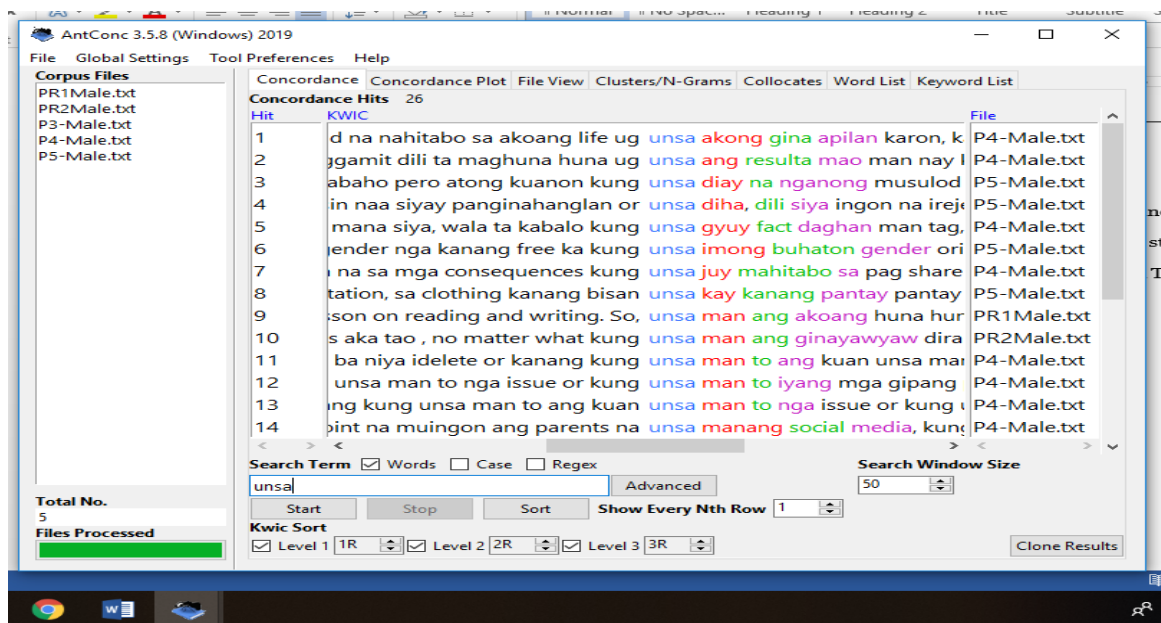 Normal No Spac... Heading 1 Heading 2 Title Subtitle
AntConc 3.5.8 (Windows) 2019
File Global Settings Tool Preferences Help
Corpus Files
PR1Male.txt
PR2Male.txt
P3-Male.txt
P4-Male.txt
P5-Male.txt
Total No.
5
Files Processed
Concordance Concordance Plot File View Clusters/N-Grams Collocates Word List Keyword List
Concordance Hits 26
Hit KWIC File
1 d na nahitabo sa akoang life ug unsa akong gina apilan karon, k P4-Male.txt
2 ggamit dili ta maghuna huna ug unsa ang resulta mao man nay P4-Male.txt
3 abaho pero atong kuanon kung unsa diay na nganong musulod P5-Male.txt
4 in naa siyay panginahanglan or unsa diha, dili siya ingon na ireje P5-Male.txt
5 mana siya, wala ta kabalo kung unsa gyuy fact daghan man tag, P4-Male.txt
6 gender nga kanang free ka kung unsa imong buhaton gender ori P5-Male.txt
7 na sa mga consequences kung unsa juy mahitabo sa pag share P4-Male.txt
8 tation, sa clothing kanang bisan unsa kay kanang pantay pantay P5-Male.txt
9 sson on reading and writing. So, unsa man ang akoang huna hur PR1Male.txt
10 s aka tao , no matter what kung unsa man ang ginayawyaw dira PR2Male.txt
11 ba niya idelete or kanang kung unsa man to ang kuan unsa mar P4-Male.txt
12 unsa man to nga issue or kung unsa man to iyang mga gipang P4-Male.txt
13 ing kung unsa man to ang kuan unsa man to nga issue or kung P4-Male.txt
14 oint na muingon ang parents na unsa manang social media, kung P4-Male.txt
Search Term Words Case Regex Search Window Size
unsa Advanced 50
Start Stop Sort Show Every Nth Row 1
Kwic Sort
Level 1 1R Level 2 2R Level 3 3R Clone Results